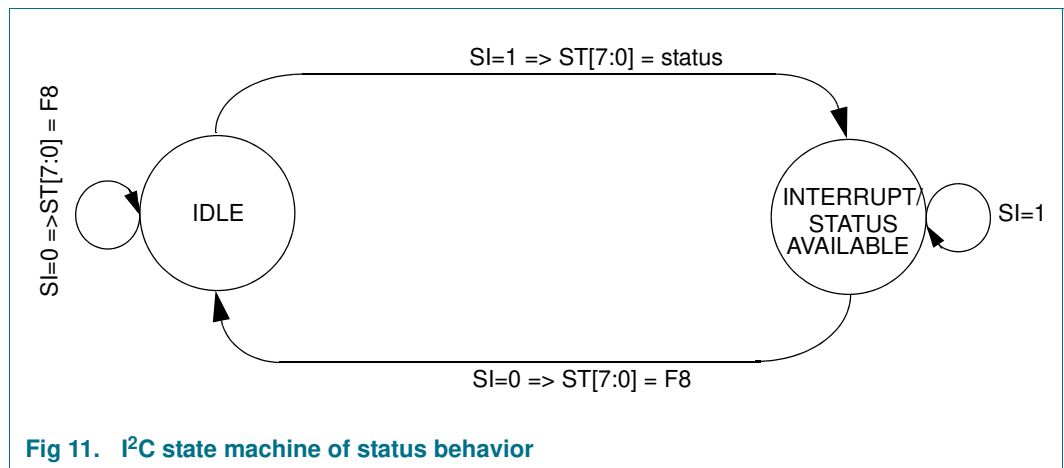 SI=1 => ST[7:0] = status
SI=0 =>ST[7:0] = F8
IDLE
INTERRUPT/
STATUS
AVAILABLE
SI=1
SI=0 => ST[7:0] = F8
Fig 11. I²C state machine of status behavior